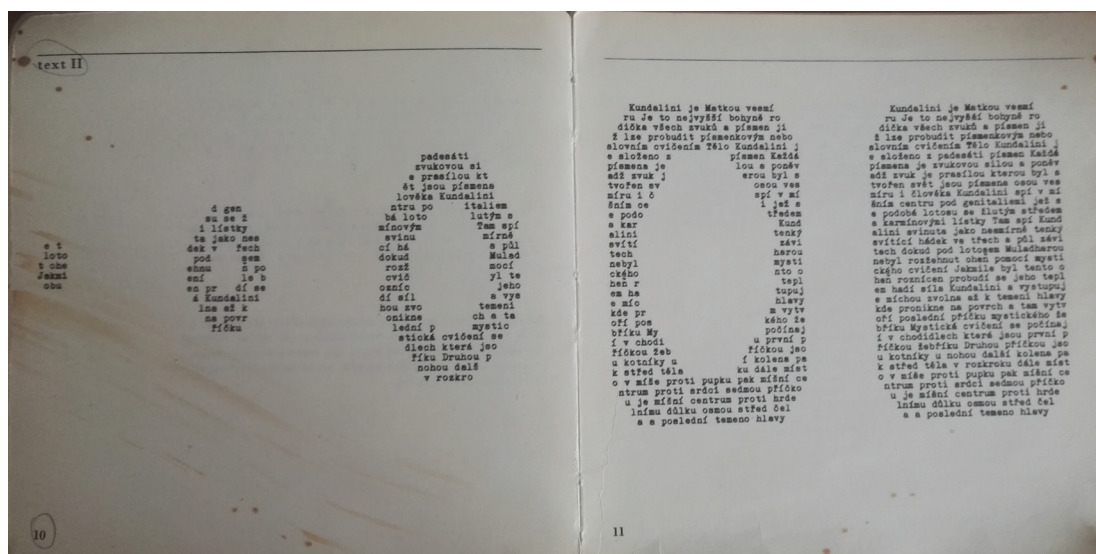 text II
e t
loto
t ohe
Jakmi
obu
d gen
su se ž
i lístky
ta jako nes
dek v řech
pod sem
ehnu n po
ení le b
en pr dí se
á Kundalini
lna až k
na povr
říčku
padesáti
zvukovou si
e prasílou kt
ět jsou písmena
lověka Kundalini
ntru po italiem
bá loto lutým s
mínovým Tam spí
svinu mírně
cí há a půl
dokud Mulad
rozž mocí
cvič yl te
ozníc jeho
dí síl a vys
hou zvo temeni
onikne ch a ta
lední p mystic
stická cvičení se
dlech která jso
říku Druhou p
nohou dalš
v rozkro
10
Kundalini je Matkou vesmí
ru Je to nejvyšší bohyně ro
dička všech zvuků a písmen ji
ž lze probudit písmenkovým nebo
slovním cvičením Tělo Kundalini j
e složeno z písmen Každá
písmena je lou a poněv
adž zvuk j erou byl s
tvořen sv osou ves
míru i č spí v mí
šním ce i jež s
e podo tředem
s kar Kund
alini tenký
svítí závi
tech harou
nebyl mysti
ckého nto o
heň r tepl
em ha tupuj
e míc hlavy
kde pr m vytv
oří pos kého že
bříku My počínaj
í v chodi u první p
říčkou žeb říčkou jso
u kotníky u í kolena pa
k střed těla ku dále míst
o v míše proti pupku pak míšní ce
ntrum proti srdci sedmou příčko
u je míšní centrum proti hrde
lnímu důlku osmou střed čel
a a poslední temeno hlavy
Kundalini je Matkou vesmí
ru Je to nejvyšší bohyně ro
dička všech zvuků a písmen ji
ž lze probudit písmenkovým nebo
slovním cvičením Tělo Kundalini j
e složeno z padesáti písmen Každá
písmena je zvukovou silou a poněv
adž zvuk je prasílou kterou byl s
tvořen svět jsou písmena osou ves
míru i člověka Kundalini spí v mí
šním centru pod genitaliemi jež s
e podobá lotosu se žlutým středem
a karmínovými lístky Tam spí Kund
alini svinuta jako nesmírně tenký
svítící hádek ve třech a půl závi
tech dokud pod lotosem Muladharou
nebyl rozžehnut oheň pomocí mysti
ckého cvičení Jakmile byl tento o
heň roznícen probudí se jeho tepl
em hadí síla Kundalini a vystupuj
e míchou zvolna až k temeni hlavy
kde pronikne na povrch a tam vytv
oří poslední příčku mystického že
bříku Mystická cvičení se počínaj
í v chodidlech která jsou první p
říčkou žebříku Druhou příčkou jso
u kotníky u nohou další kolena pa
k střed těla v rozkroku dále míst
o v míše proti pupku pak míšní ce
ntrum proti srdci sedmou příčko
u je míšní centrum proti hrde
lnímu důlku osmou střed čel
a a poslední temeno hlavy
11